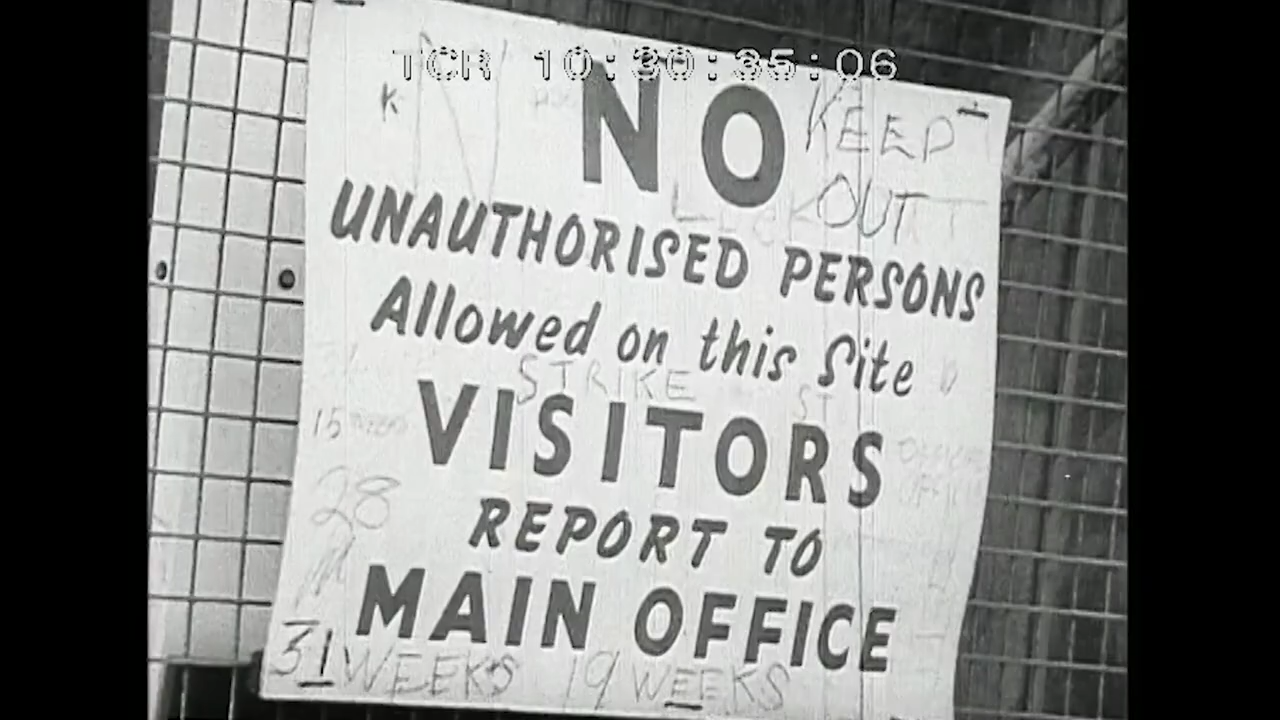 TCR 10:30:35:06
NO
KEEP
OUT
UNAUTHORISED PERSONS
Allowed on this Site
STRIKE
VISITORS
15
REPORT TO
28
MAIN OFFICE
31 WEEKS 19 WEEKS